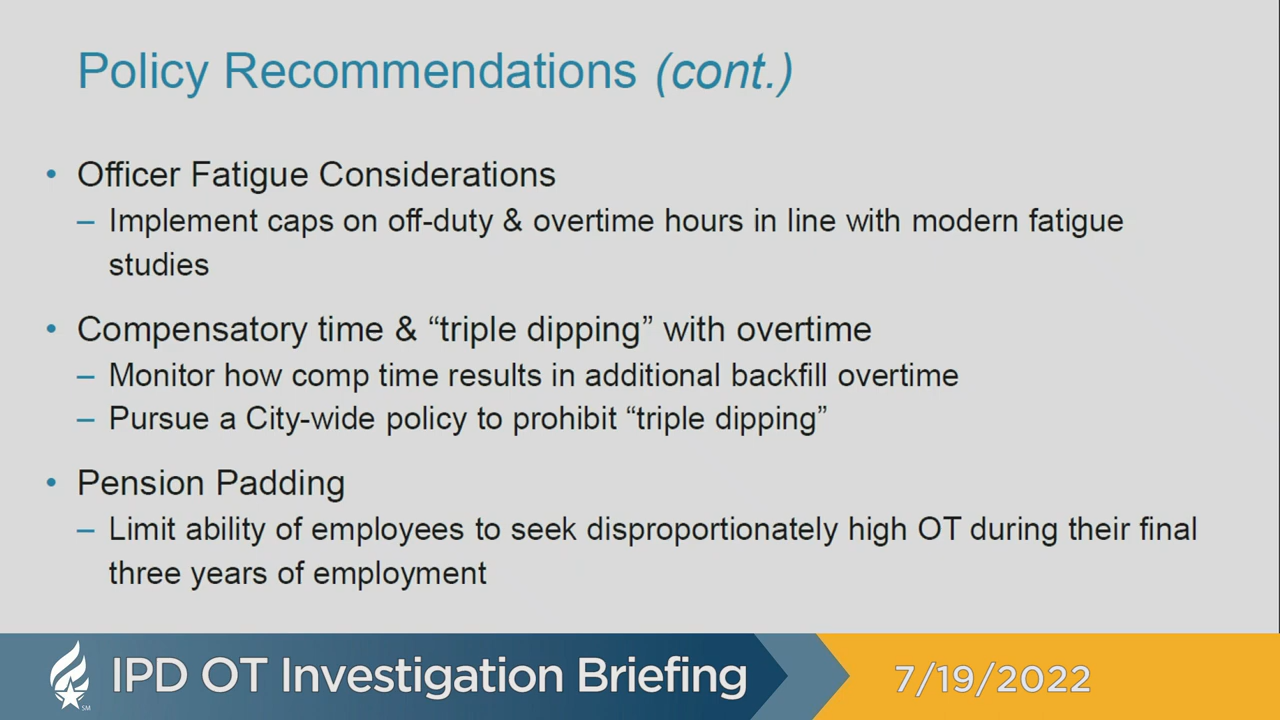 Policy Recommendations (cont.)
• Officer Fatigue Considerations
– Implement caps on off-duty & overtime hours in line with modern fatigue
studies
• Compensatory time & “triple dipping” with overtime
– Monitor how comp time results in additional backfill overtime
– Pursue a City-wide policy to prohibit “triple dipping”
• Pension Padding
– Limit ability of employees to seek disproportionately high OT during their final
three years of employment
IPD OT Investigation Briefing
7/19/2022
SM